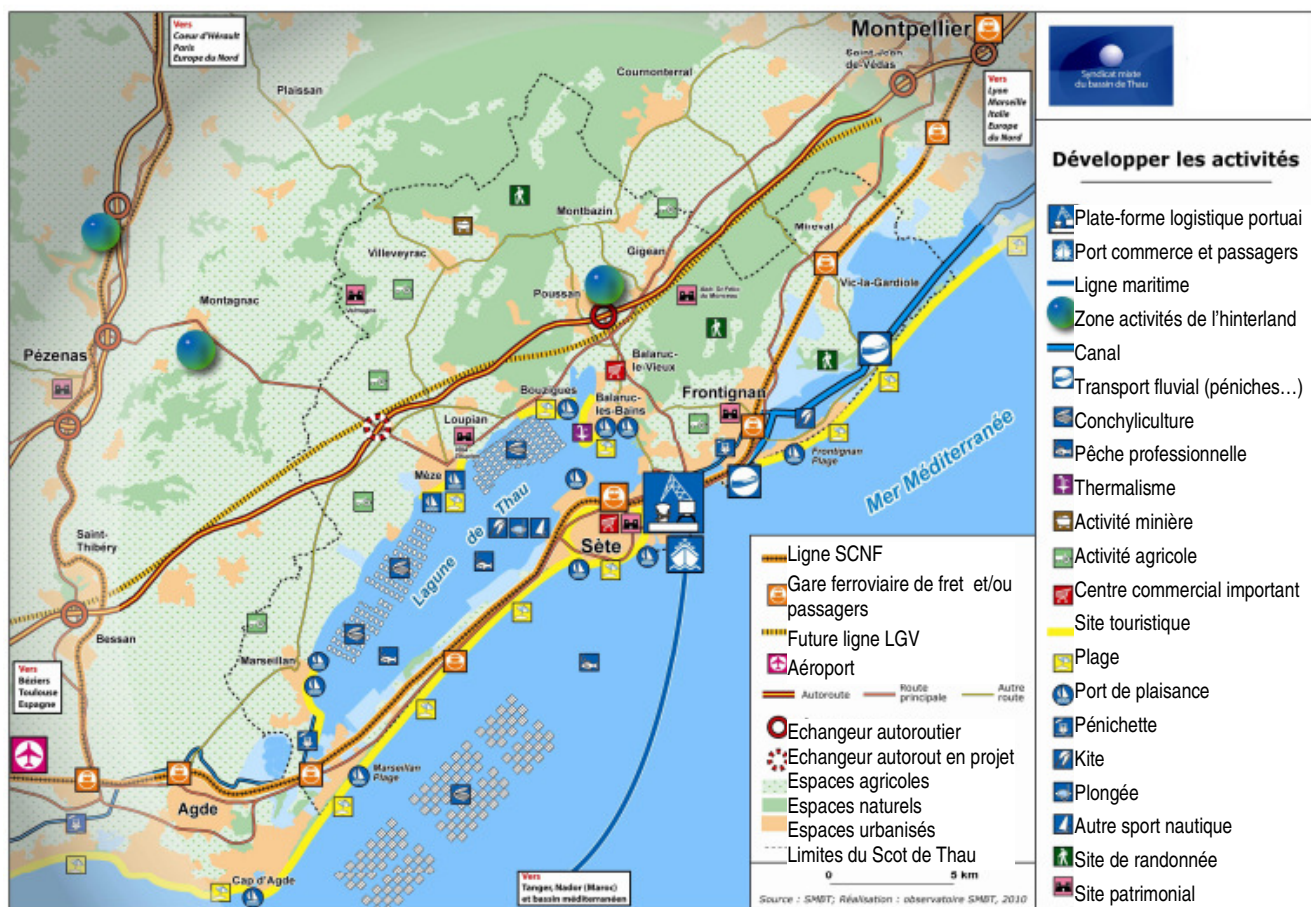 Vers
Coeur d'Hérault
Paris
Europe du Nord
Montpellier
Saint-Jean
de-Védas
Cournonterral
Plaissan
Vers
Lyon
Marseille
Italie
Europe
du Nord
Montbazin
Mireval
Villeveyrac
Gigean
Vic-la-Gardiole
Montagnac
Poussan
Pézenas
Balaruc-
le-Vieux
Frontignan
Bouzigues
Balaruc-
les-Bains
Loupian
Mèze
Frontignan
Plage
Mer Méditerranée
Lagune de Thau
Sète
Saint-
Thibéry
Bessan
Marseillan
Vers
Béziers
Toulouse
Espagne
Marseillan
Plage
Agde
Cap d'Agde
Vers
Tanger, Nador (Maroc)
et bassin méditerranéen
Ligne SCNF
Gare ferroviaire de fret et/ou
passagers
Future ligne LGV
Aéroport
Autoroute
Route
principale
Autre
route
Echangeur autoroutier
Echangeur autorout en projet
Espaces agricoles
Espaces naturels
Espaces urbanisés
Limites du Scot de Thau
0 5 km
Source : SMBT; Réalisation : observatoire SMBT, 2010
Syndicat mixte
du bassin de Thau
Développer les activités
Plate-forme logistique portuai
Port commerce et passagers
Ligne maritime
Zone activités de l'hinterland
Canal
Transport fluvial (péniches...)
Conchyliculture
Pêche professionnelle
Thermalisme
Activité minière
Activité agricole
Centre commercial important
Site touristique
Plage
Port de plaisance
Pénichette
Kite
Plongée
Autre sport nautique
Site de randonnée
Site patrimonial